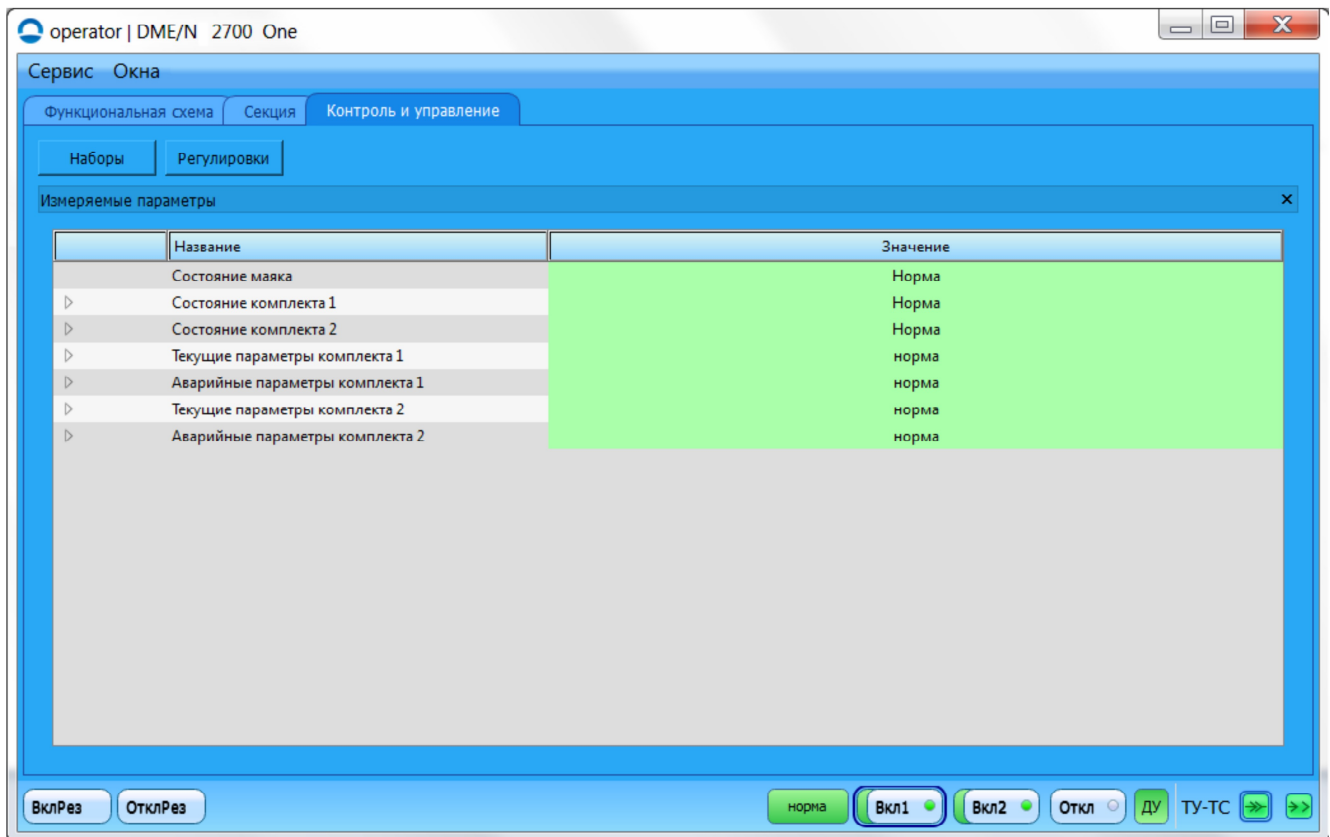 operator | DME/N 2700 One
Сервис Окна
Функциональная схема Секция Контроль и управление
Наборы Регулировки
Измеряемые параметры
Название Значение
Состояние маяка Норма
Состояние комплекта 1 Норма
Состояние комплекта 2 Норма
Текущие параметры комплекта 1 норма
Аварийные параметры комплекта 1 норма
Текущие параметры комплекта 2 норма
Аварийные параметры комплекта 2 норма
ВклРез ОтклРез норма Вкл1 Вкл2 Откл ДУ ТУ-ТС